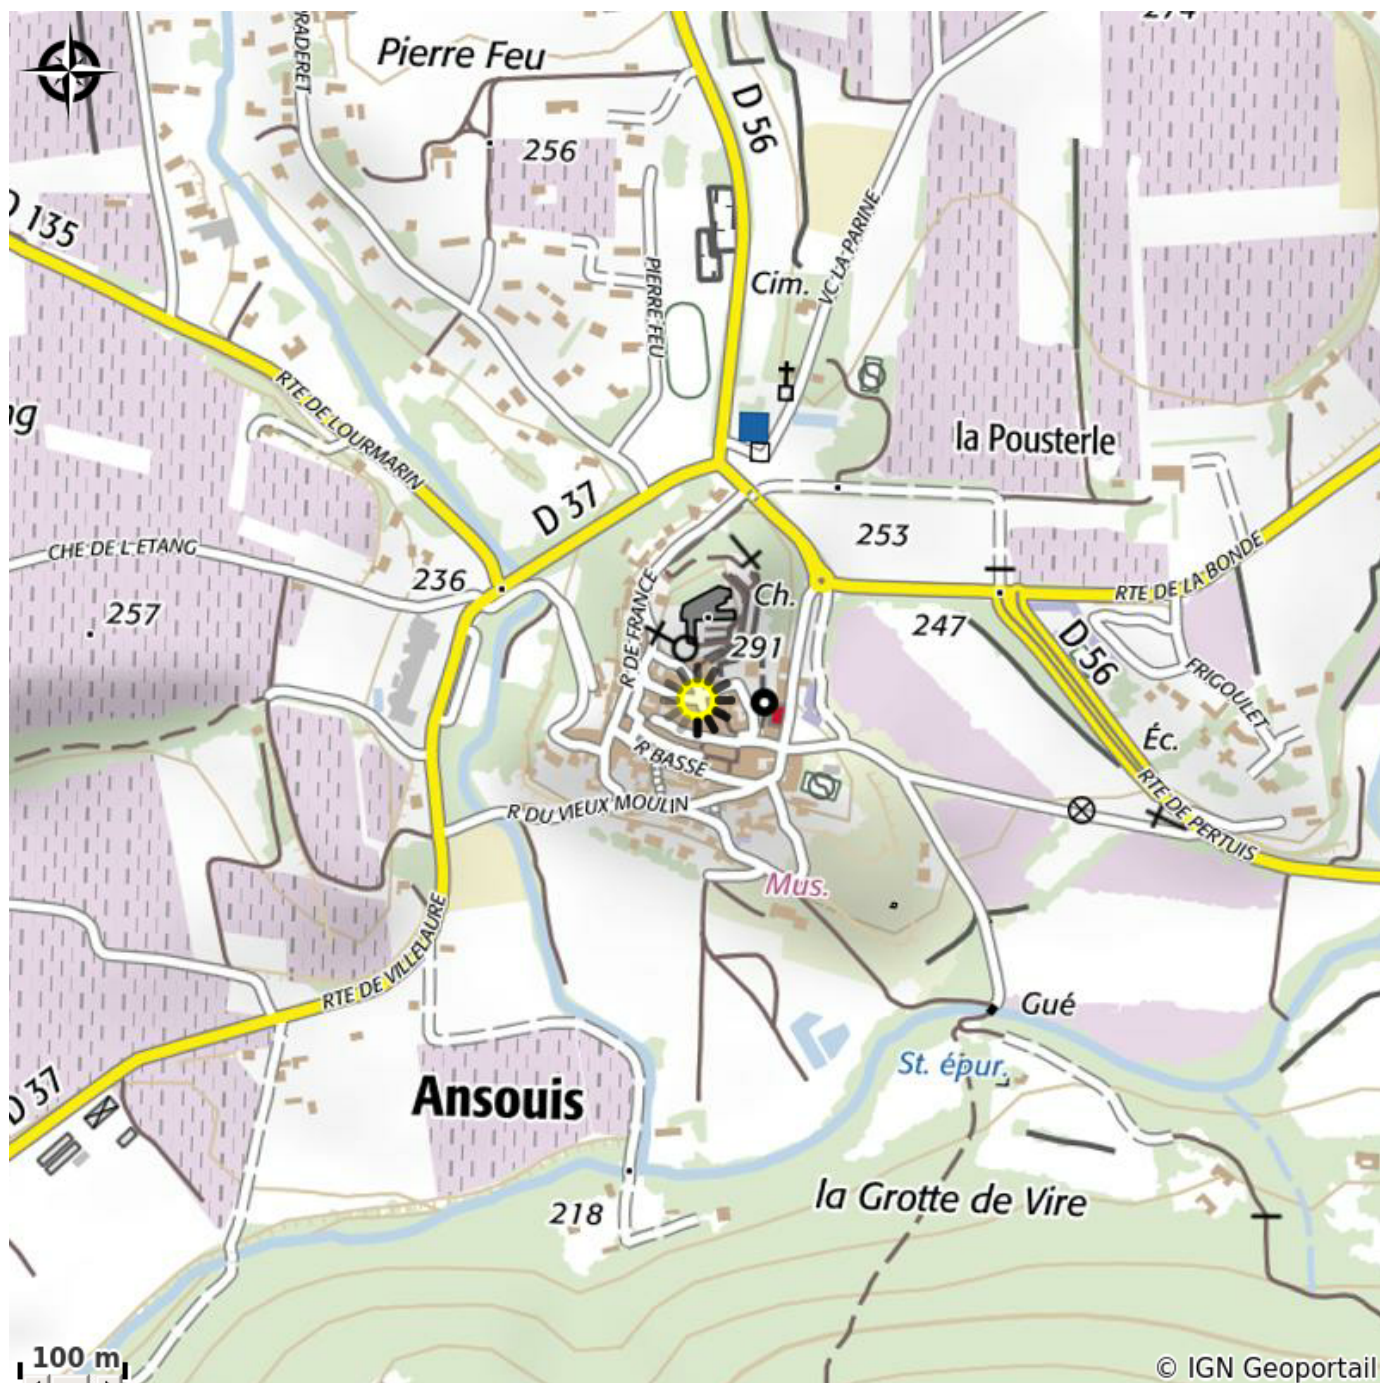 274
Pierre Feu
D 56
256
D 135
VC LA PARINE
PIERRE FEU
Cim.
RTE DE LOURMARIN
la Pousterle
D 37
253
CHE DE L'ETANG
236
RTE DE LA BONDE
257
R DE FRANCE
Ch.
291
247
D 56
FRIGOULET
Éc.
R BASSE
R DU VIEUX MOULIN
RTE DE PERTUIS
Mus.
RTE DE VILLELAURE
Gué
St. épur.
D 37
Ansouis
la Grotte de Vire
218
100 m
© IGN Geoportail